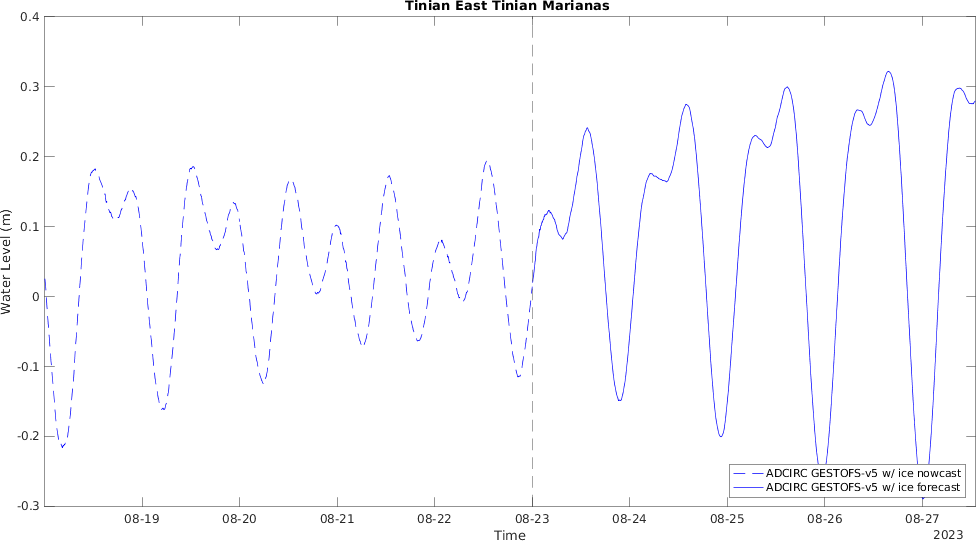 Tinian East Tinian Marianas
0.4
0.3
0.2
0.1
0
-0.1
-0.2
-0.3
Water Level (m)
ADCIRC GESTOFS-v5 w/ ice nowcast
ADCIRC GESTOFS-v5 w/ ice forecast
08-19 08-20 08-21 08-22 08-23 08-24 08-25 08-26 08-27
Time
2023